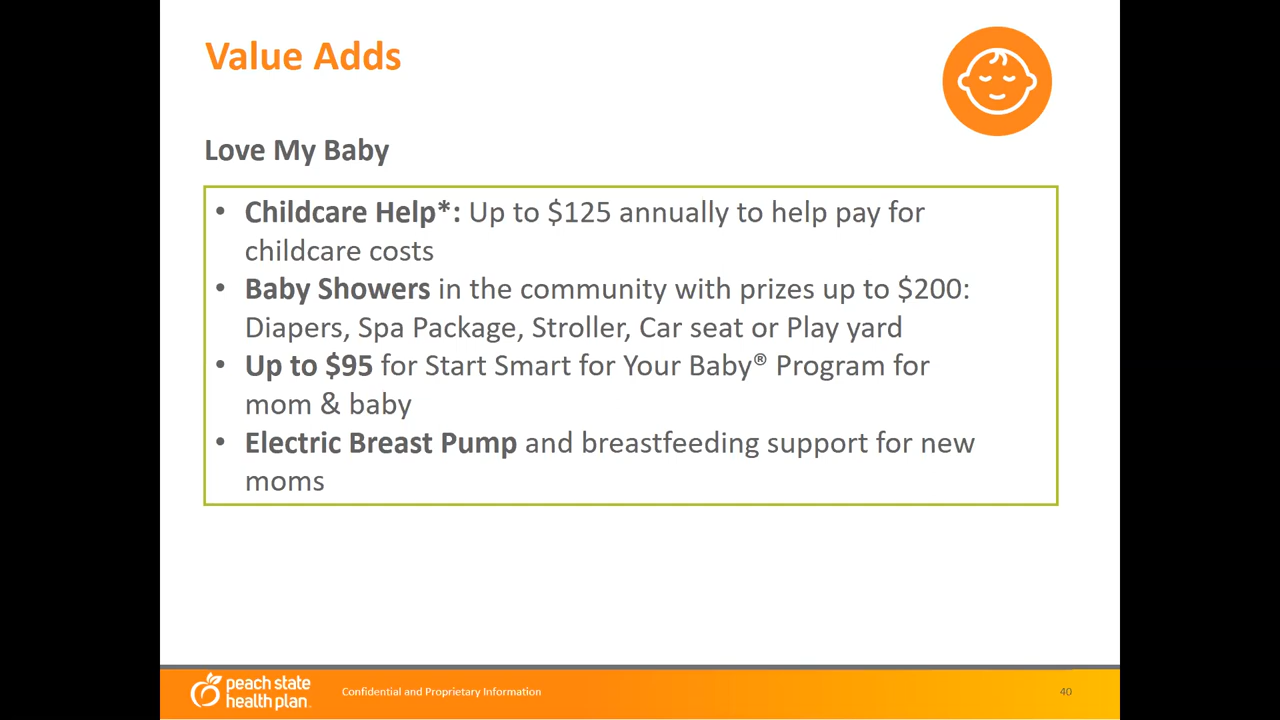 Value Adds
Love My Baby
• Childcare Help*: Up to $125 annually to help pay for
childcare costs
• Baby Showers in the community with prizes up to $200:
Diapers, Spa Package, Stroller, Car seat or Play yard
• Up to $95 for Start Smart for Your Baby® Program for
mom & baby
• Electric Breast Pump and breastfeeding support for new
moms
peach state
health plan.
Confidential and Proprietary Information
40